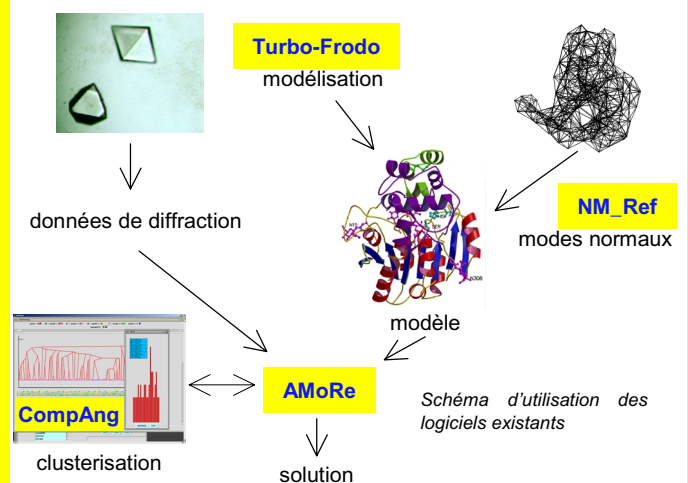 Turbo-Frodo
modélisation
NM_Ref
modes normaux
données de diffraction
N308
modèle
CompAng
clusterisation
AMoRe
Schéma d'utilisation des
logiciels existants
solution